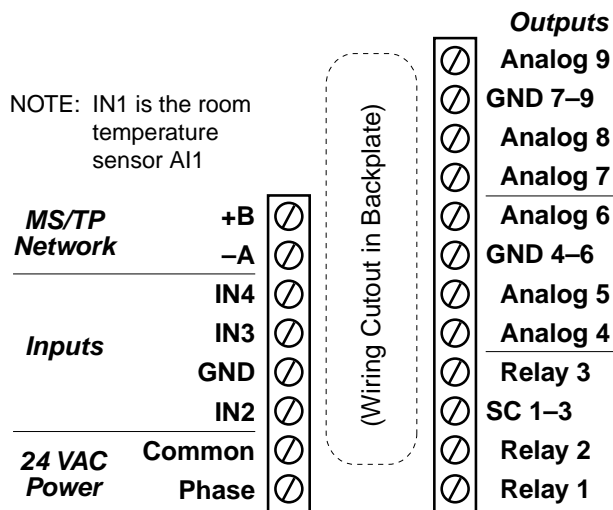 NOTE: IN1 is the room
temperature
sensor AI1
MS/TP
Network
+B
–A
Inputs
IN4
IN3
GND
IN2
24 VAC
Power
Common
Phase
(Wiring Cutout in Backplate)
Outputs
Analog 9
GND 7–9
Analog 8
Analog 7
Analog 6
GND 4–6
Analog 5
Analog 4
Relay 3
SC 1–3
Relay 2
Relay 1